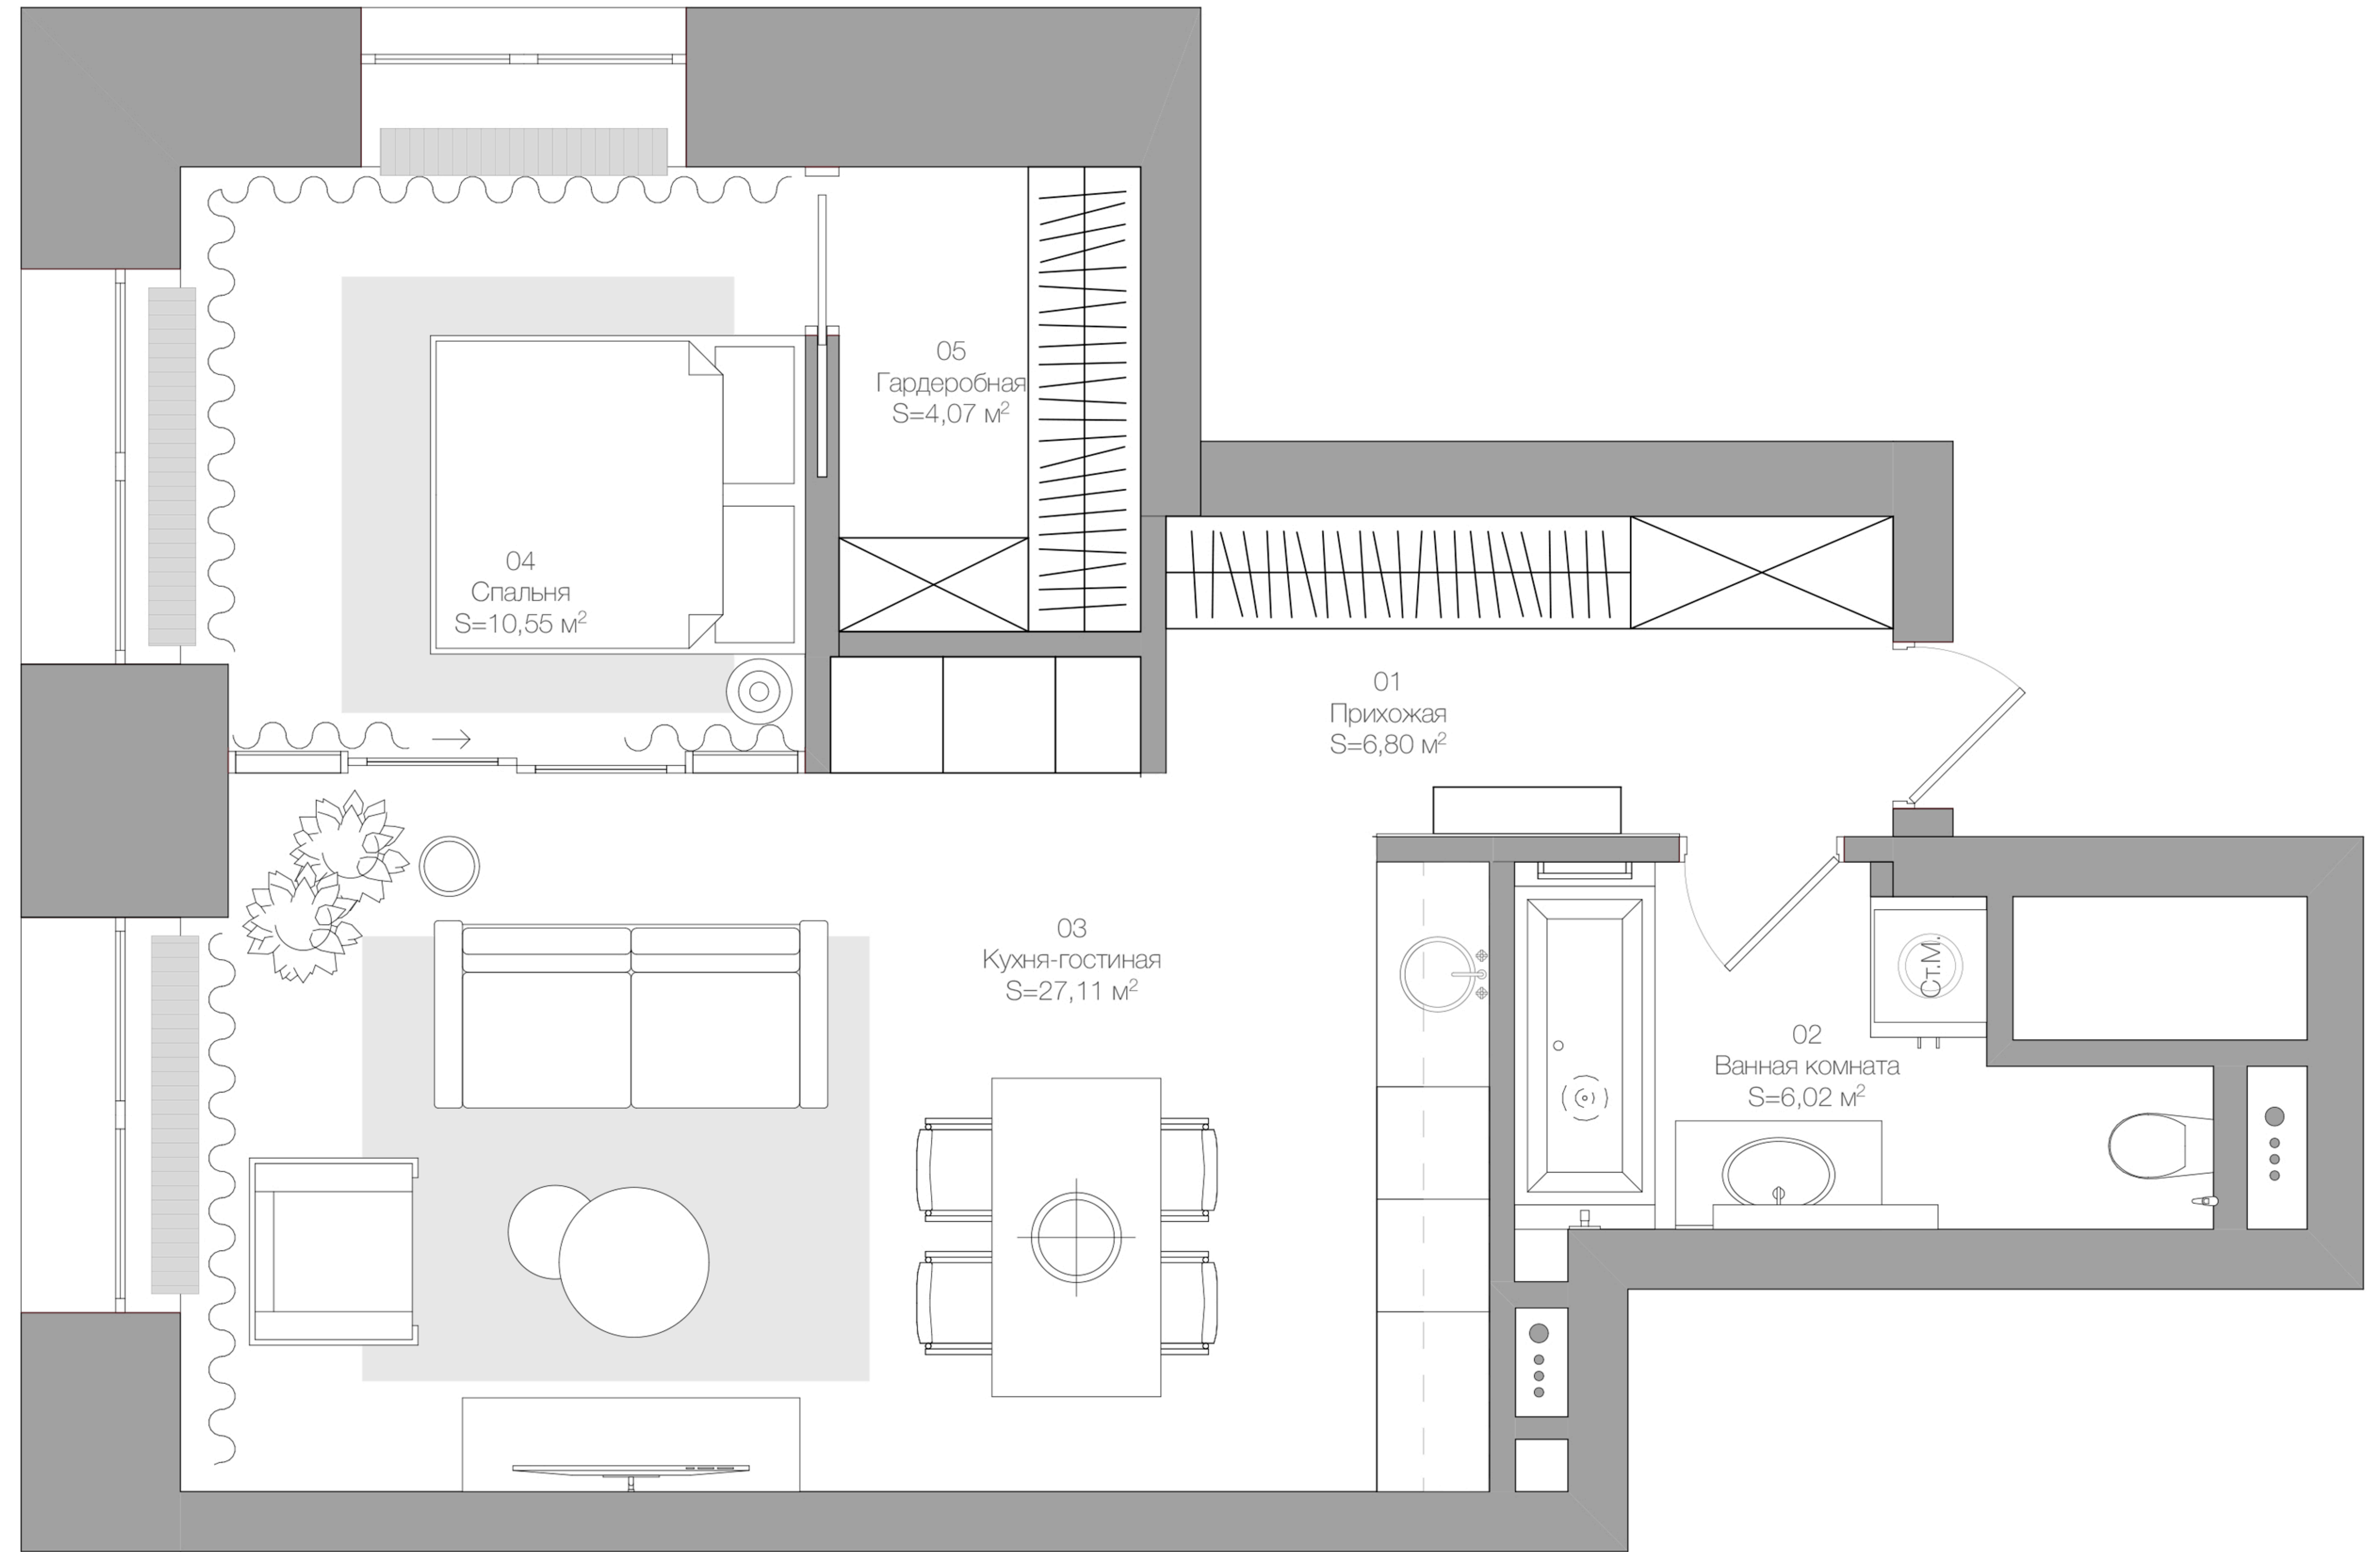 05
Гардеробная
S=4,07 м²
04
Спальня
S=10,55 м²
01
Прихожая
S=6,80 м²
03
Кухня-гостиная
S=27,11 м²
Ст.М.
02
Ванная комната
S=6,02 м²